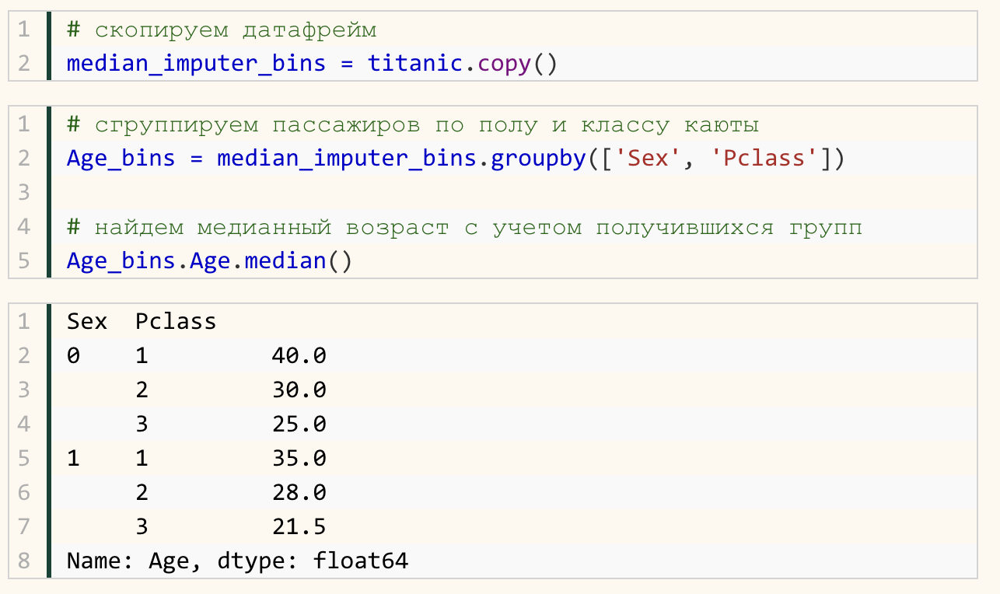 1 # скопируем датафрейм
2 median_imputer_bins = titanic.copy()
1 # сгруппируем пассажиров по полу и классу каюты
2 Age_bins = median_imputer_bins.groupby(['Sex', 'Pclass'])
3
4 # найдем медианный возраст с учетом получившихся групп
5 Age_bins.Age.median()
1 Sex  Pclass
2 0    1         40.0
3      2         30.0
4      3         25.0
5 1    1         35.0
6      2         28.0
7      3         21.5
8 Name: Age, dtype: float64